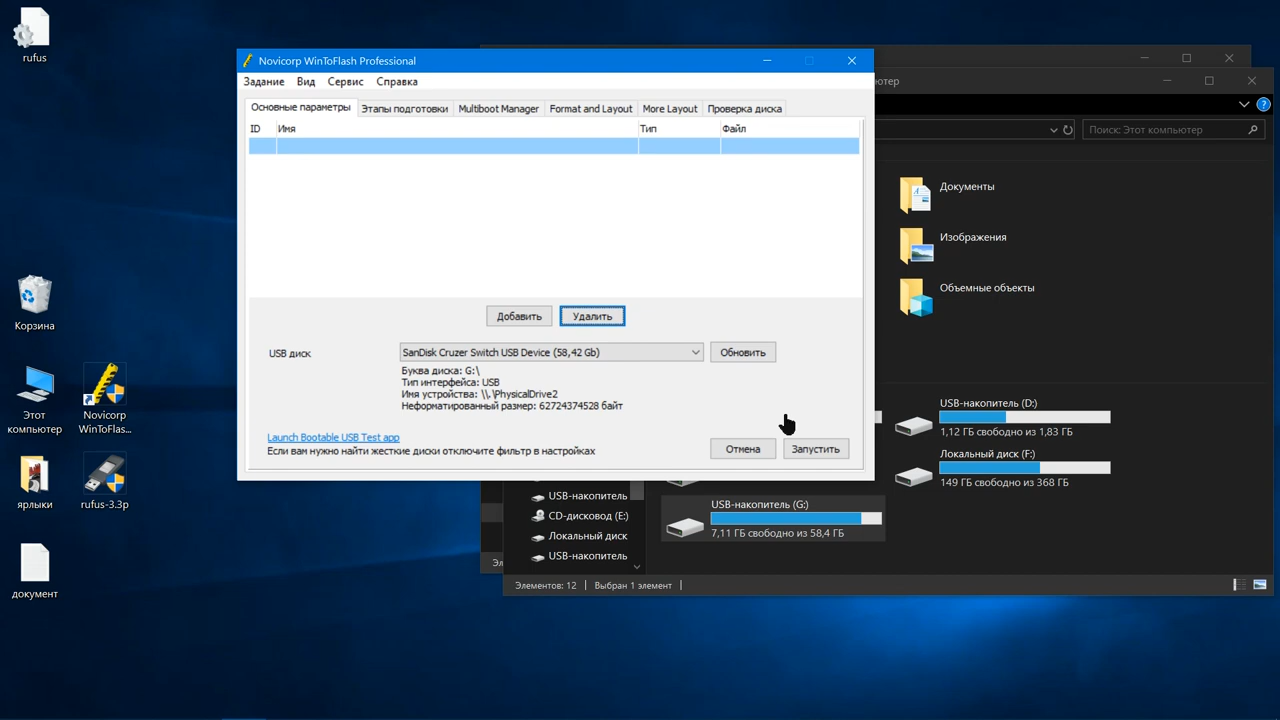 rufus
Корзина
Этот
компьютер
Novicorp
WinToFlas...
ярлыки
rufus-3.3p
документ
Novicorp WinToFlash Professional
Задание Вид Сервис Справка
Основные параметры Этапы подготовки Multiboot Manager Format and Layout More Layout Проверка диска
ID Имя Тип Файл
Добавить Удалить
USB диск SanDisk Cruzer Switch USB Device (58,42 Gb) Обновить
Буква диска: G:\
Тип интерфейса: USB
Имя устройства: \\.\PhysicalDrive2
Неформатированный размер: 62724374528 байт
Launch Bootable USB Test app
Если вам нужно найти жесткие диски отключите фильтр в настройках
Отмена Запустить
ютер
Поиск: Этот компьютер
Документы
Изображения
Объемные объекты
USB-накопитель (D:)
1,12 ГБ свободно из 1,83 ГБ
Локальный диск (F:)
149 ГБ свободно из 368 ГБ
USB-накопитель (G:)
7,11 ГБ свободно из 58,4 ГБ
USB-накопитель
CD-дисковод (E:)
Локальный диск
USB-накопитель
Эл
Элементов: 12 Выбран 1 элемент